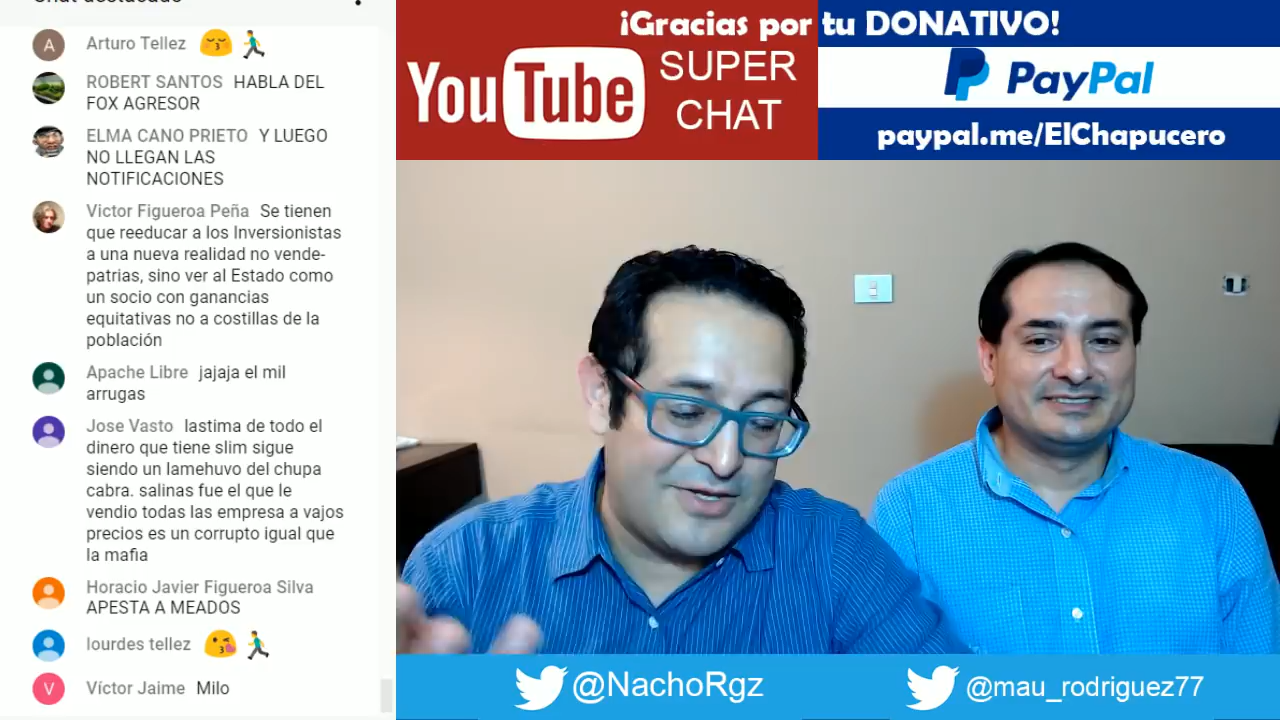 Chat destacado
Arturo Tellez
ROBERT SANTOS HABLA DEL
FOX AGRESOR
ELMA CANO PRIETO Y LUEGO
NO LLEGAN LAS
NOTIFICACIONES
Victor Figueroa Peña Se tienen
que reeducar a los Inversionistas
a una nueva realidad no vende-
patrias, sino ver al Estado como
un socio con ganancias
equitativas no a costillas de la
población
Apache Libre jajaja el mil
arrugas
Jose Vasto lastima de todo el
dinero que tiene slim sigue
siendo un lamehuvo del chupa
cabra. salinas fue el que le
vendio todas las empresa a vajos
precios es un corrupto igual que
la mafia
Horacio Javier Figueroa Silva
APESTA A MEADOS
lourdes tellez
Víctor Jaime Milo
¡Gracias por tu DONATIVO!
YouTube SUPER
CHAT
PayPal
paypal.me/ElChapucero
@NachoRgz
@mau_rodriguez77